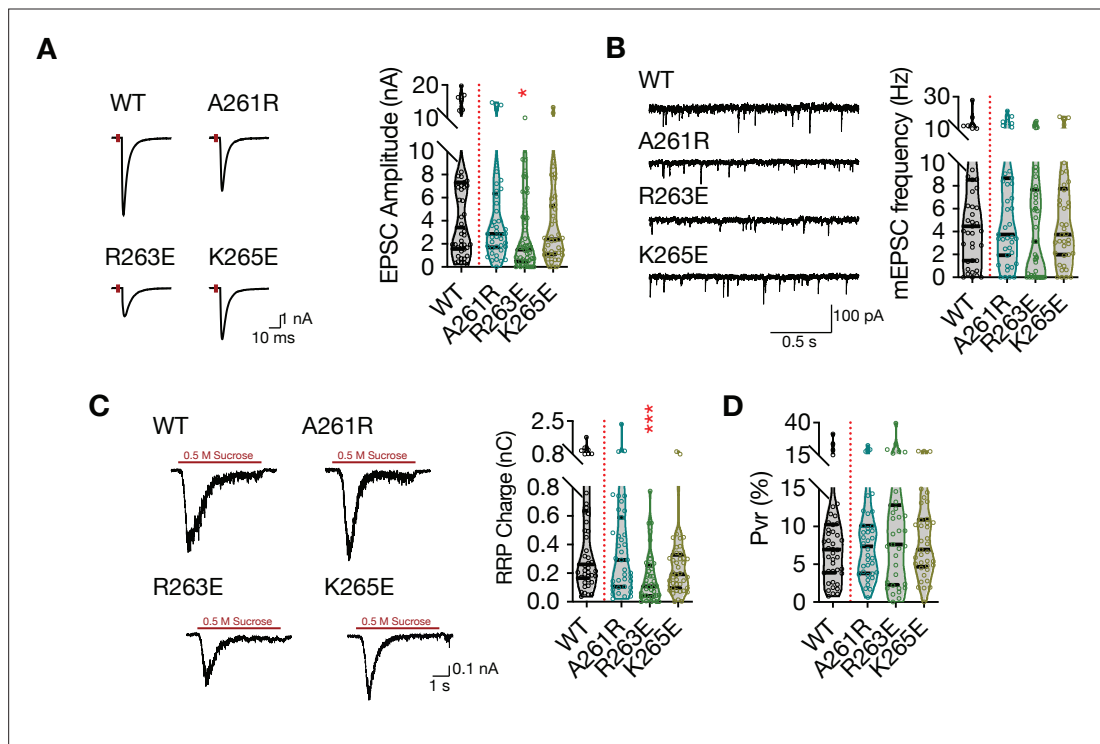 A
WT
A261R
R263E
K265E
1 nA
10 ms
EPSC Amplitude (nA)
20
10
10
8
6
4
2
0
*
WT
A261R
R263E
K265E
B
WT
A261R
R263E
K265E
100 pA
0.5 s
mEPSC frequency (Hz)
30
10
10
8
6
4
2
0
WT
A261R
R263E
K265E
C
WT
0.5 M Sucrose
A261R
0.5 M Sucrose
R263E
0.5 M Sucrose
K265E
0.5 M Sucrose
0.1 nA
1 s
RRP Charge (nC)
2.5
0.8
0.8
0.6
0.4
0.2
0.0
***
WT
A261R
R263E
K265E
D
Pvr (%)
40
15
15
10
5
0
WT
A261R
R263E
K265E